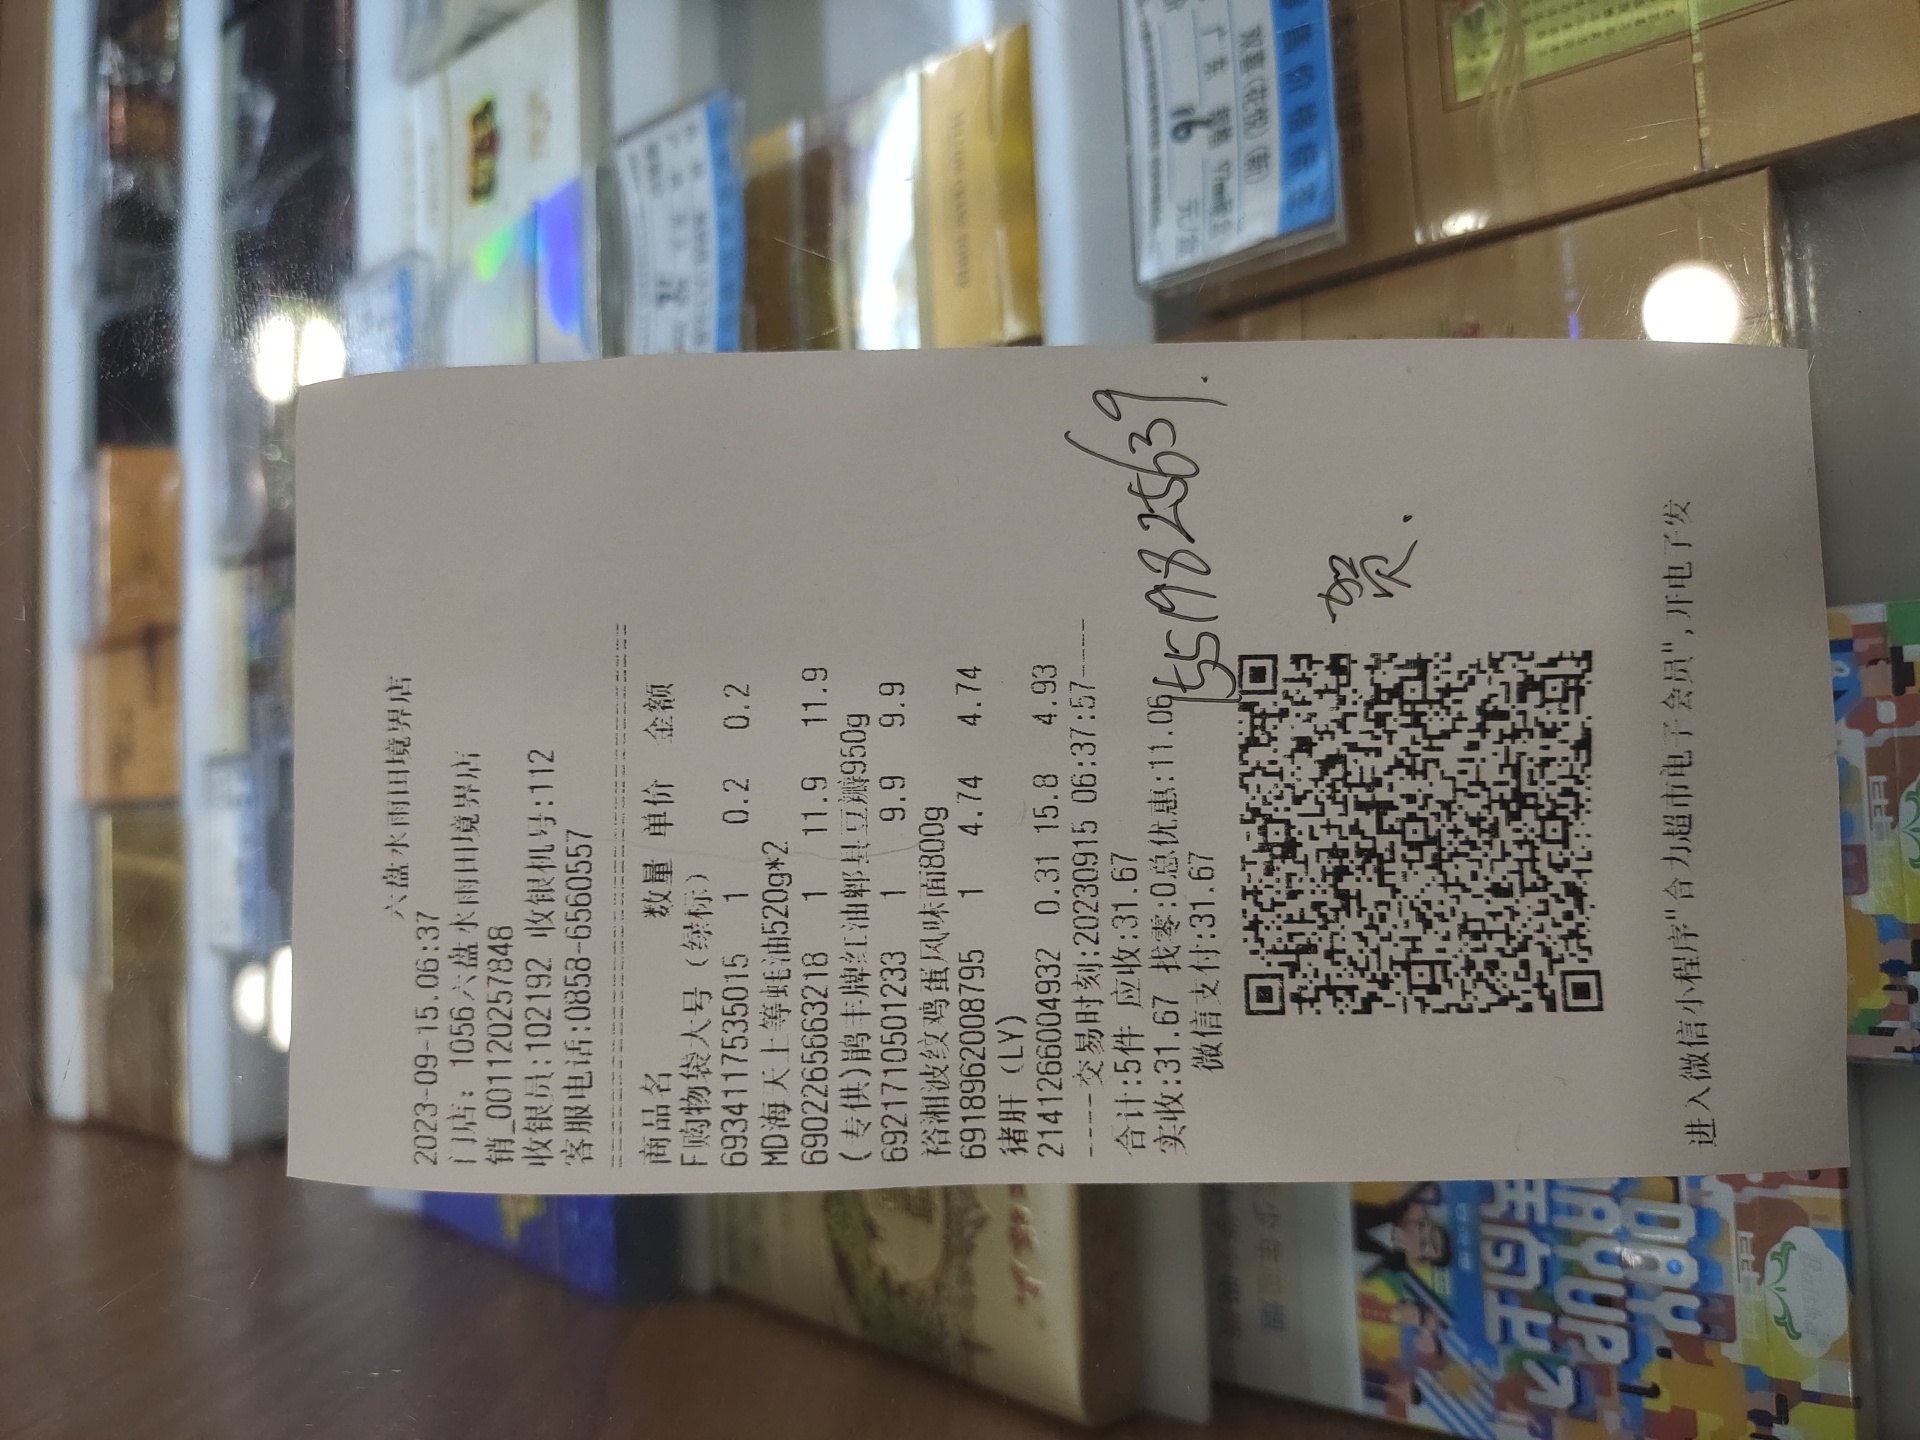 六盘水雨田境界店
2023-09-15.06:37
门店: 1056六盘水雨田境界店
销_00112025784​8
收银员:102192 收银机号:112
客服电话:0858-6560557
商品名 数量 单价 金额
F购物袋大号(绿标)
6934117535015 1 0.2 0.2
MD海天上等蚝油520g*2
6902265663218 1 11.9 11.9
(专供)鹃丰牌红油郫县豆瓣950g
6921710501233 1 9.9 9.9
裕湘波纹鸡蛋风味面800g
6918962008795 1 4.74 4.74
猪肝(LY)
2141266004932 0.31 15.8 4.93
----交易时刻:20230915 06:37:57----
合计:5件 应收:31.67
实收:31.67 找零:0总优惠:11.06
微信支付:31.67
15519825639.
贺.
进入微信小程序"合力超市电子会员",开电子发